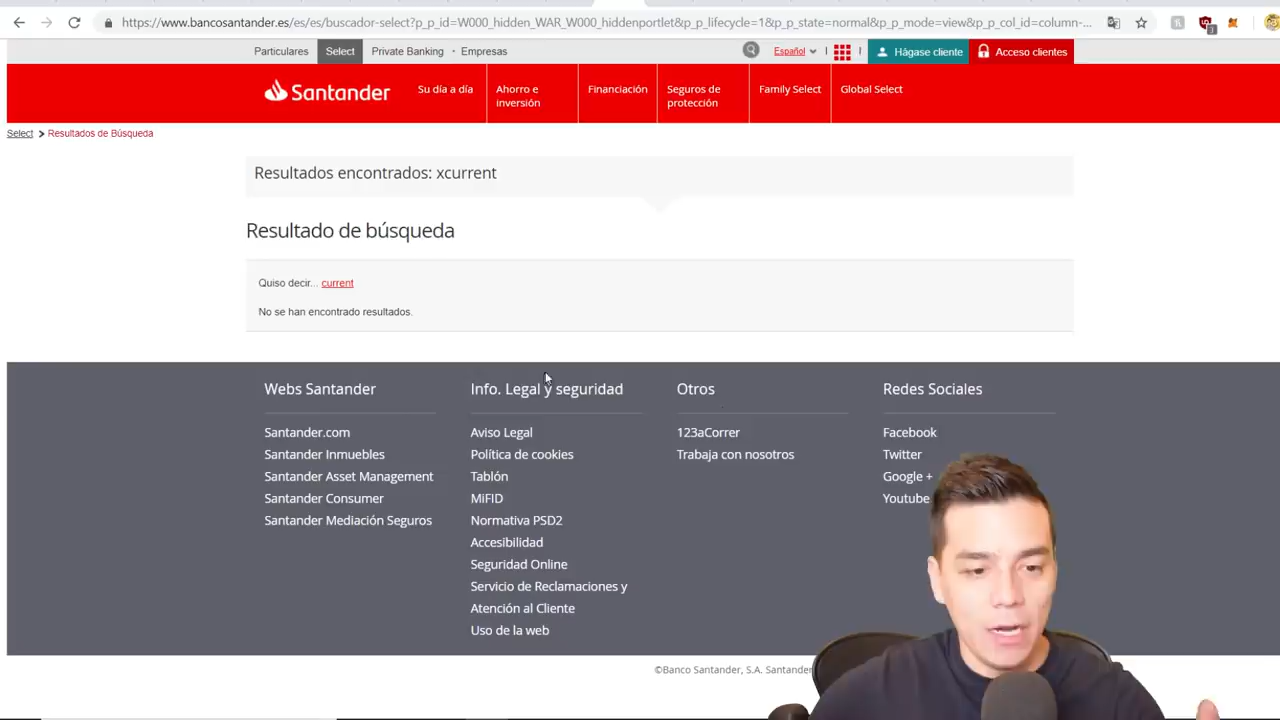 https://www.bancosantander.es/es/es/buscador-select?p_p_id=W000_hidden_WAR_W000_hiddenportlet&p_p_lifecycle=1&p_p_state=normal&p_p_mode=view&p_p_col_id=column-...
Particulares Select Private Banking Empresas Español Hágase cliente Acceso clientes
Santander Su día a día Ahorro e inversión Financiación Seguros de protección Family Select Global Select
Select > Resultados de Búsqueda
Resultados encontrados: xcurrent
Resultado de búsqueda
Quiso decir... current
No se han encontrado resultados.
Webs Santander
Santander.com
Santander Inmuebles
Santander Asset Management
Santander Consumer
Santander Mediación Seguros
Info. Legal y seguridad
Aviso Legal
Política de cookies
Tablón
MiFID
Normativa PSD2
Accesibilidad
Seguridad Online
Servicio de Reclamaciones y
Atención al Cliente
Uso de la web
Otros
123aCorrer
Trabaja con nosotros
Redes Sociales
Facebook
Twitter
Google +
Youtube
©Banco Santander, S.A. Santander